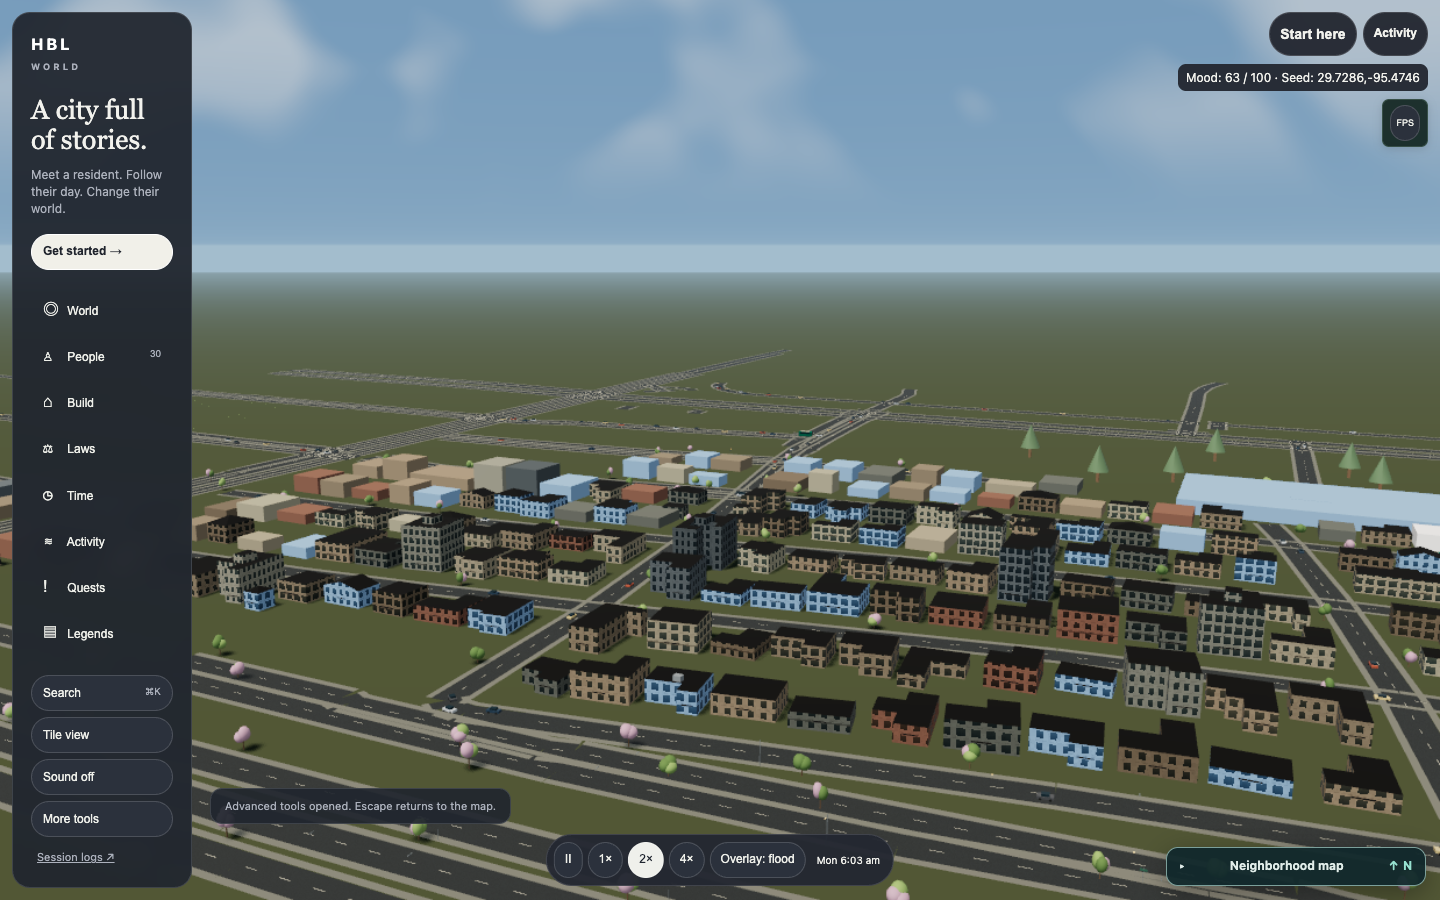 HBL
WORLD
A city full
of stories.
Meet a resident. Follow
their day. Change their
world.
Get started →
World
People 30
Build
Laws
Time
Activity
Quests
Legends
Search ⌘K
Tile view
Sound off
More tools
Session logs ↗
Start here
Activity
Mood: 63 / 100 · Seed: 29.7286,-95.4746
FPS
Advanced tools opened. Escape returns to the map.
II 1× 2× 4× Overlay: flood Mon 6:03 am
▸ Neighborhood map ↑ N